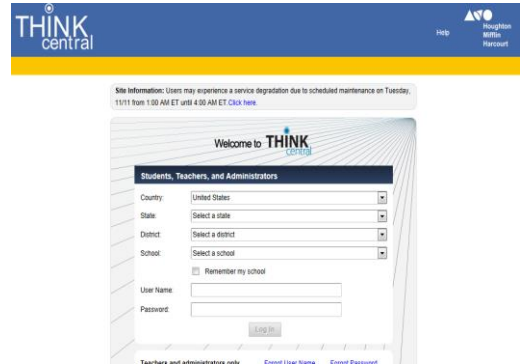 THINK
central
Help
Houghton
Mifflin
Harcourt
Site Information: Users may experience a service degradation due to scheduled maintenance on Tuesday,
11/11 from 1:00 AM ET until 4:00 AM ET.Click here.
Welcome to THINK
central
Students, Teachers, and Administrators
Country: United States
State: Select a state
District: Select a district
School: Select a school
Remember my school
User Name:
Password:
Log In
Teachers and administrators only Forgot User Name Forgot Password